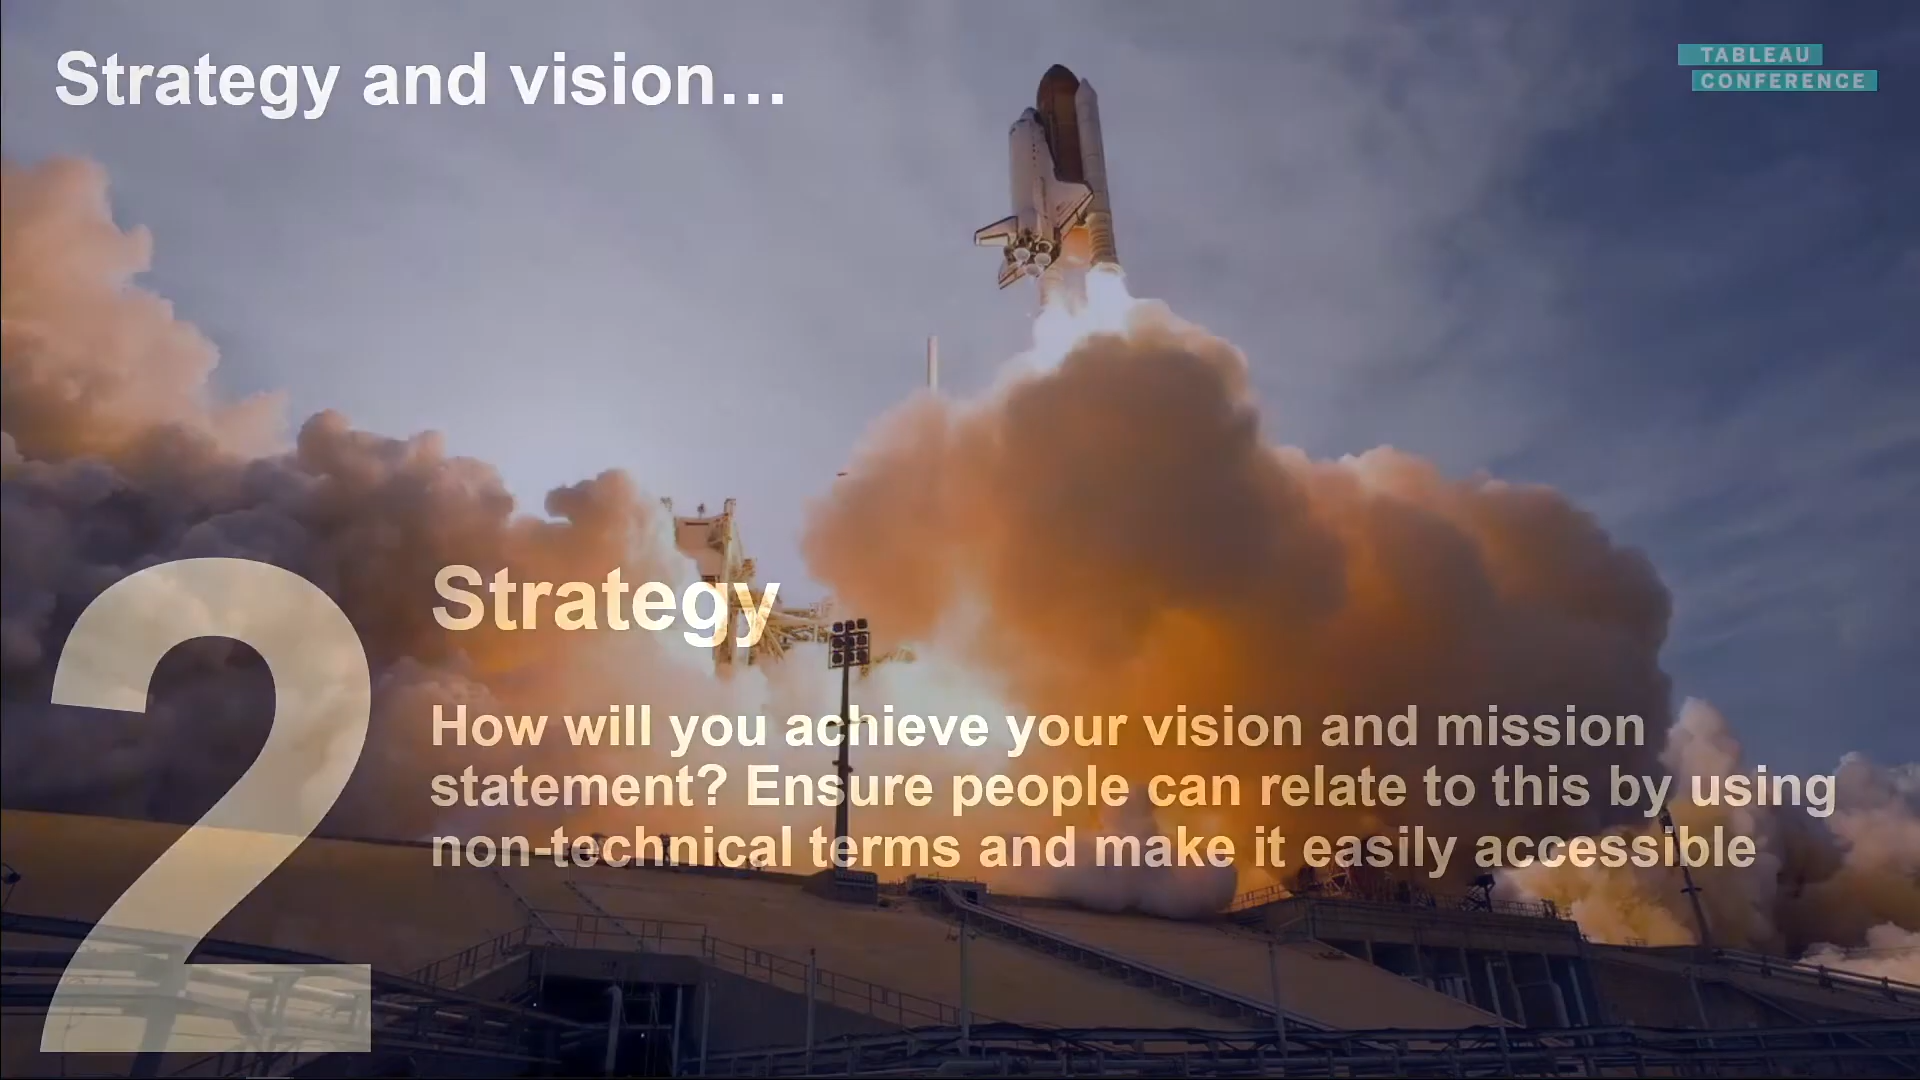 Strategy and vision...
TABLEAU
CONFERENCE
2
Strategy
How will you achieve your vision and mission
statement? Ensure people can relate to this by using
non-technical terms and make it easily accessible